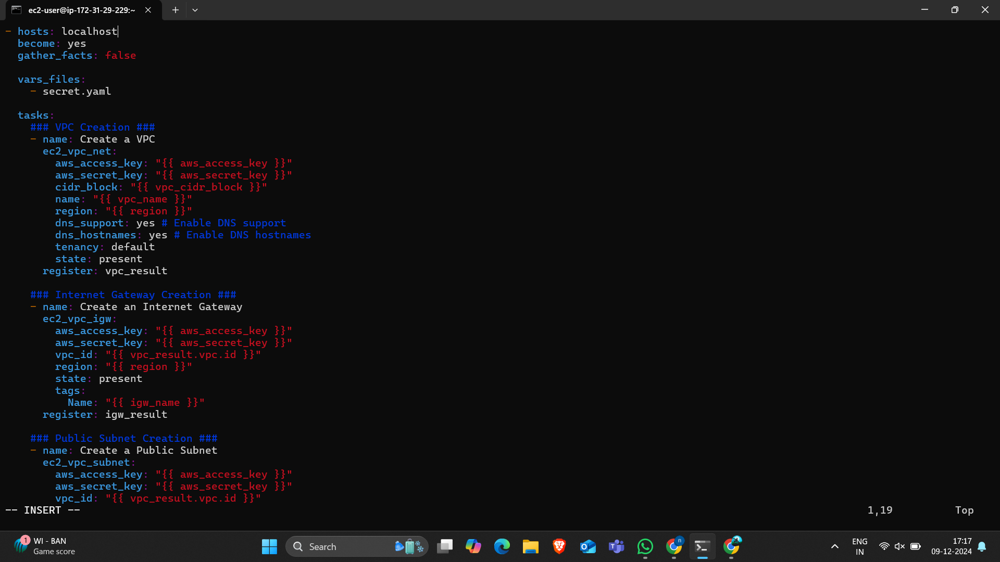 ec2-user@ip-172-31-29-229:~
- hosts: localhost
  become: yes
  gather_facts: false

  vars_files:
    - secret.yaml

  tasks:
    ### VPC Creation ###
    - name: Create a VPC
      ec2_vpc_net:
        aws_access_key: "{{ aws_access_key }}"
        aws_secret_key: "{{ aws_secret_key }}"
        cidr_block: "{{ vpc_cidr_block }}"
        name: "{{ vpc_name }}"
        region: "{{ region }}"
        dns_support: yes # Enable DNS support
        dns_hostnames: yes # Enable DNS hostnames
        tenancy: default
        state: present
      register: vpc_result

    ### Internet Gateway Creation ###
    - name: Create an Internet Gateway
      ec2_vpc_igw:
        aws_access_key: "{{ aws_access_key }}"
        aws_secret_key: "{{ aws_secret_key }}"
        vpc_id: "{{ vpc_result.vpc.id }}"
        region: "{{ region }}"
        state: present
        tags:
          Name: "{{ igw_name }}"
      register: igw_result

    ### Public Subnet Creation ###
    - name: Create a Public Subnet
      ec2_vpc_subnet:
        aws_access_key: "{{ aws_access_key }}"
        aws_secret_key: "{{ aws_secret_key }}"
        vpc_id: "{{ vpc_result.vpc.id }}"
-- INSERT -- 1,19 Top
1 WI - BAN
Game score
Search
n
ENG
IN
17:17
09-12-2024